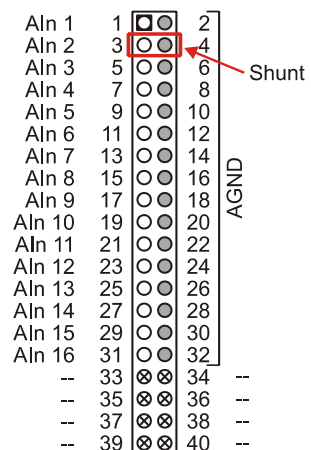 AIn 1 1 2
AIn 2 3 4
AIn 3 5 6
Shunt
AIn 4 7 8
AIn 5 9 10
AIn 6 11 12
AIn 7 13 14
AIn 8 15 16
AGND
AIn 9 17 18
AIn 10 19 20
AIn 11 21 22
AIn 12 23 24
AIn 13 25 26
AIn 14 27 28
AIn 15 29 30
AIn 16 31 32
-- 33 34 --
-- 35 36 --
-- 37 38 --
-- 39 40 --